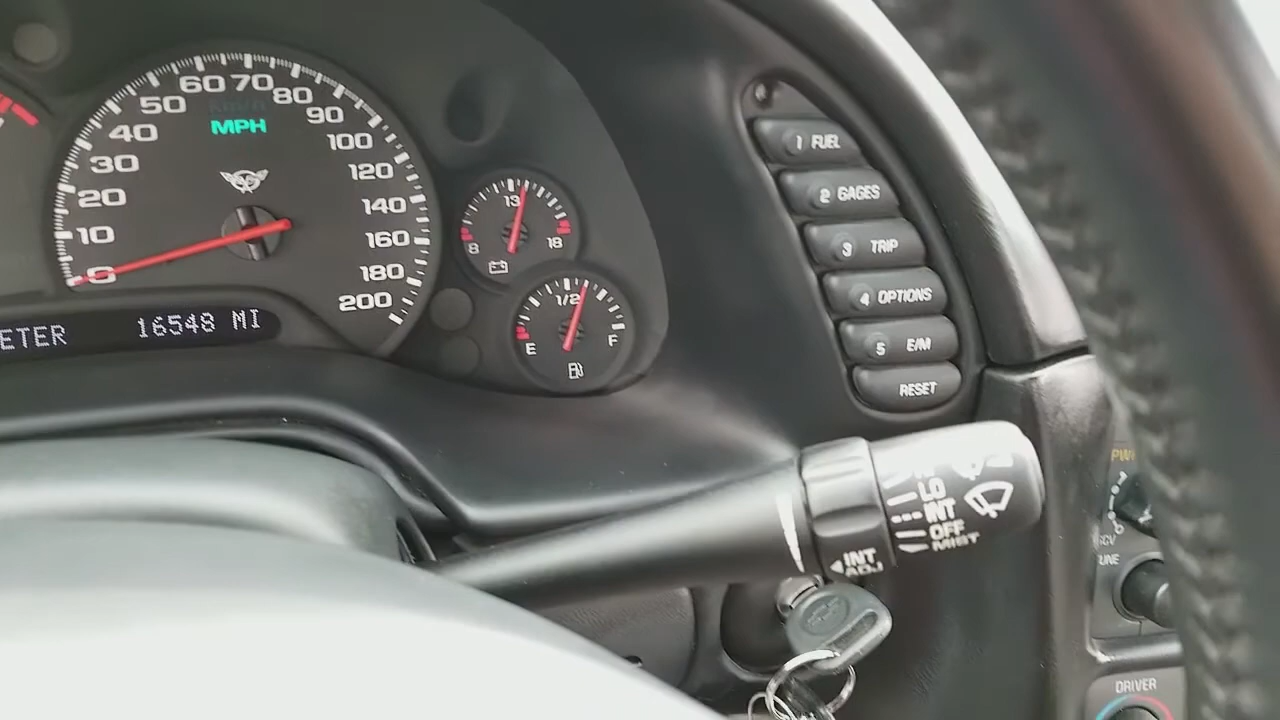 60 70
50 80
40 90
30 100
20 120
10 140
0 160
180
200
MPH
ETER 16548 MI
13
8 18
1/2
E F
1 FUEL
2 GAGES
3 TRIP
4 OPTIONS
5 E/M
RESET
LO
INT
OFF
MIST
INT
ADJ
DRIVER